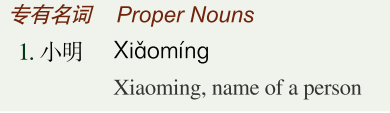 专有名词 Proper Nouns
1. 小明 Xiǎomíng
Xiaoming, name of a person